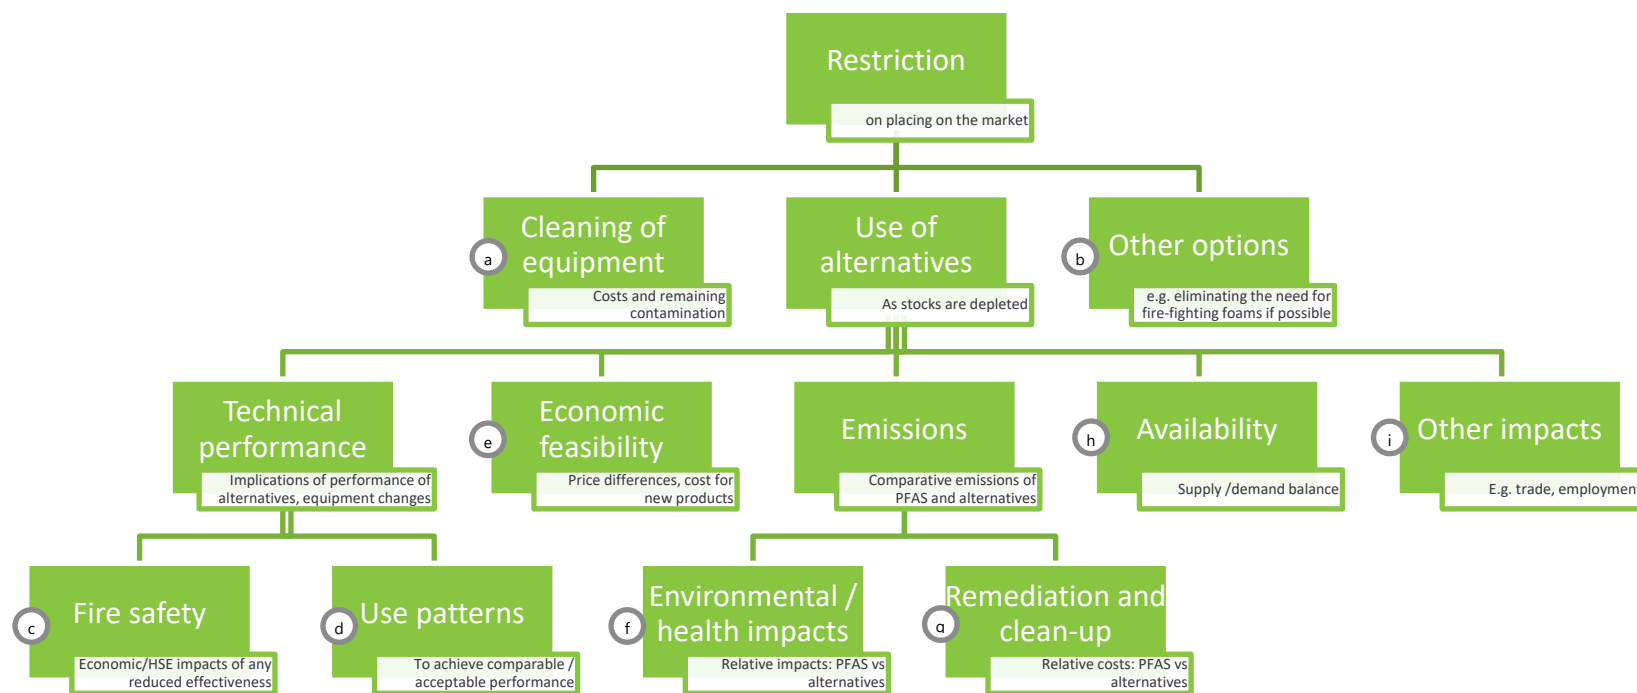 Restriction
on placing on the market
a
Cleaning of
equipment
Costs and remaining
contamination
Use of
alternatives
As stocks are depleted
b
Other options
e.g. eliminating the need for
fire-fighting foams if possible
Technical
performance
Implications of performance of
alternatives, equipment changes
e
Economic
feasibility
Price differences, cost for
new products
Emissions
Comparative emissions of
PFAS and alternatives
h
Availability
Supply /demand balance
i
Other impacts
E.g. trade, employment
c
Fire safety
Economic/HSE impacts of any
reduced effectiveness
d
Use patterns
To achieve comparable /
acceptable performance
f
Environmental /
health impacts
Relative impacts: PFAS vs
alternatives
g
Remediation and
clean-up
Relative costs: PFAS vs
alternatives